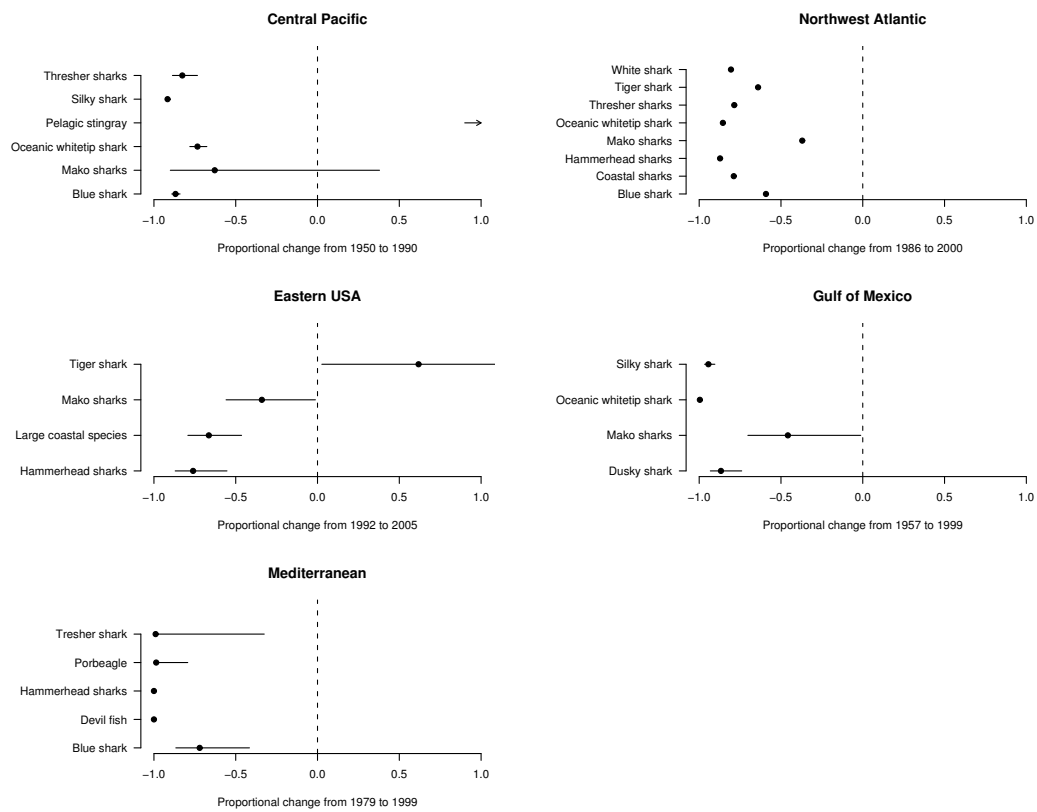 Central Pacific
Thresher sharks
Silky shark
Pelagic stingray
Oceanic whitetip shark
Mako sharks
Blue shark
−1.0 −0.5 0.0 0.5 1.0
Proportional change from 1950 to 1990
Northwest Atlantic
White shark
Tiger shark
Thresher sharks
Oceanic whitetip shark
Mako sharks
Hammerhead sharks
Coastal sharks
Blue shark
−1.0 −0.5 0.0 0.5 1.0
Proportional change from 1986 to 2000
Eastern USA
Tiger shark
Mako sharks
Large coastal species
Hammerhead sharks
−1.0 −0.5 0.0 0.5 1.0
Proportional change from 1992 to 2005
Gulf of Mexico
Silky shark
Oceanic whitetip shark
Mako sharks
Dusky shark
−1.0 −0.5 0.0 0.5 1.0
Proportional change from 1957 to 1999
Mediterranean
Tresher shark
Porbeagle
Hammerhead sharks
Devil fish
Blue shark
−1.0 −0.5 0.0 0.5 1.0
Proportional change from 1979 to 1999